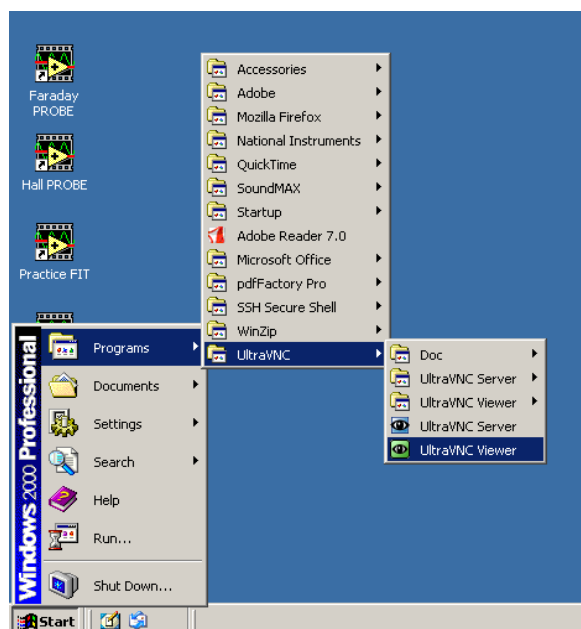 Faraday
PROBE
Hall PROBE
Practice FIT
Accessories
Adobe
Mozilla Firefox
National Instruments
QuickTime
SoundMAX
Startup
Adobe Reader 7.0
Microsoft Office
pdfFactory Pro
SSH Secure Shell
WinZip
UltraVNC
Doc
UltraVNC Server
UltraVNC Viewer
UltraVNC Server
UltraVNC Viewer
Windows 2000 Professional
Programs
Documents
Settings
Search
Help
Run...
Shut Down...
Start